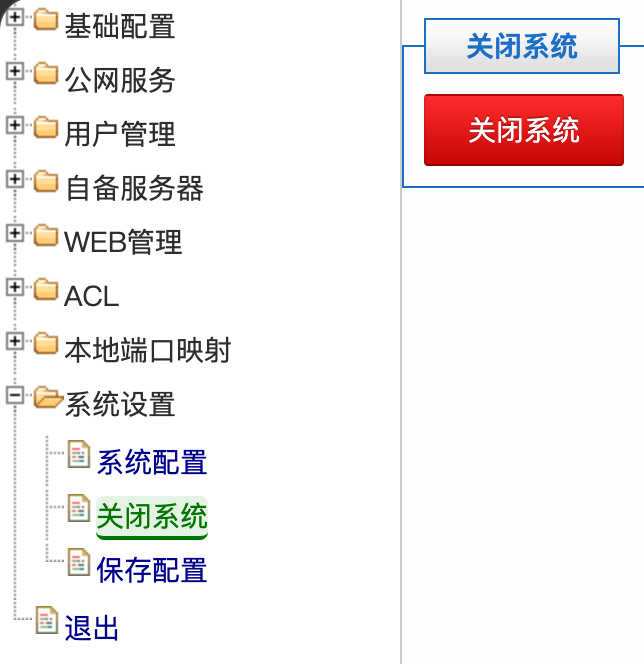 基础配置
公网服务
用户管理
自备服务器
WEB管理
ACL
本地端口映射
系统设置
系统配置
关闭系统
保存配置
退出
关闭系统
关闭系统